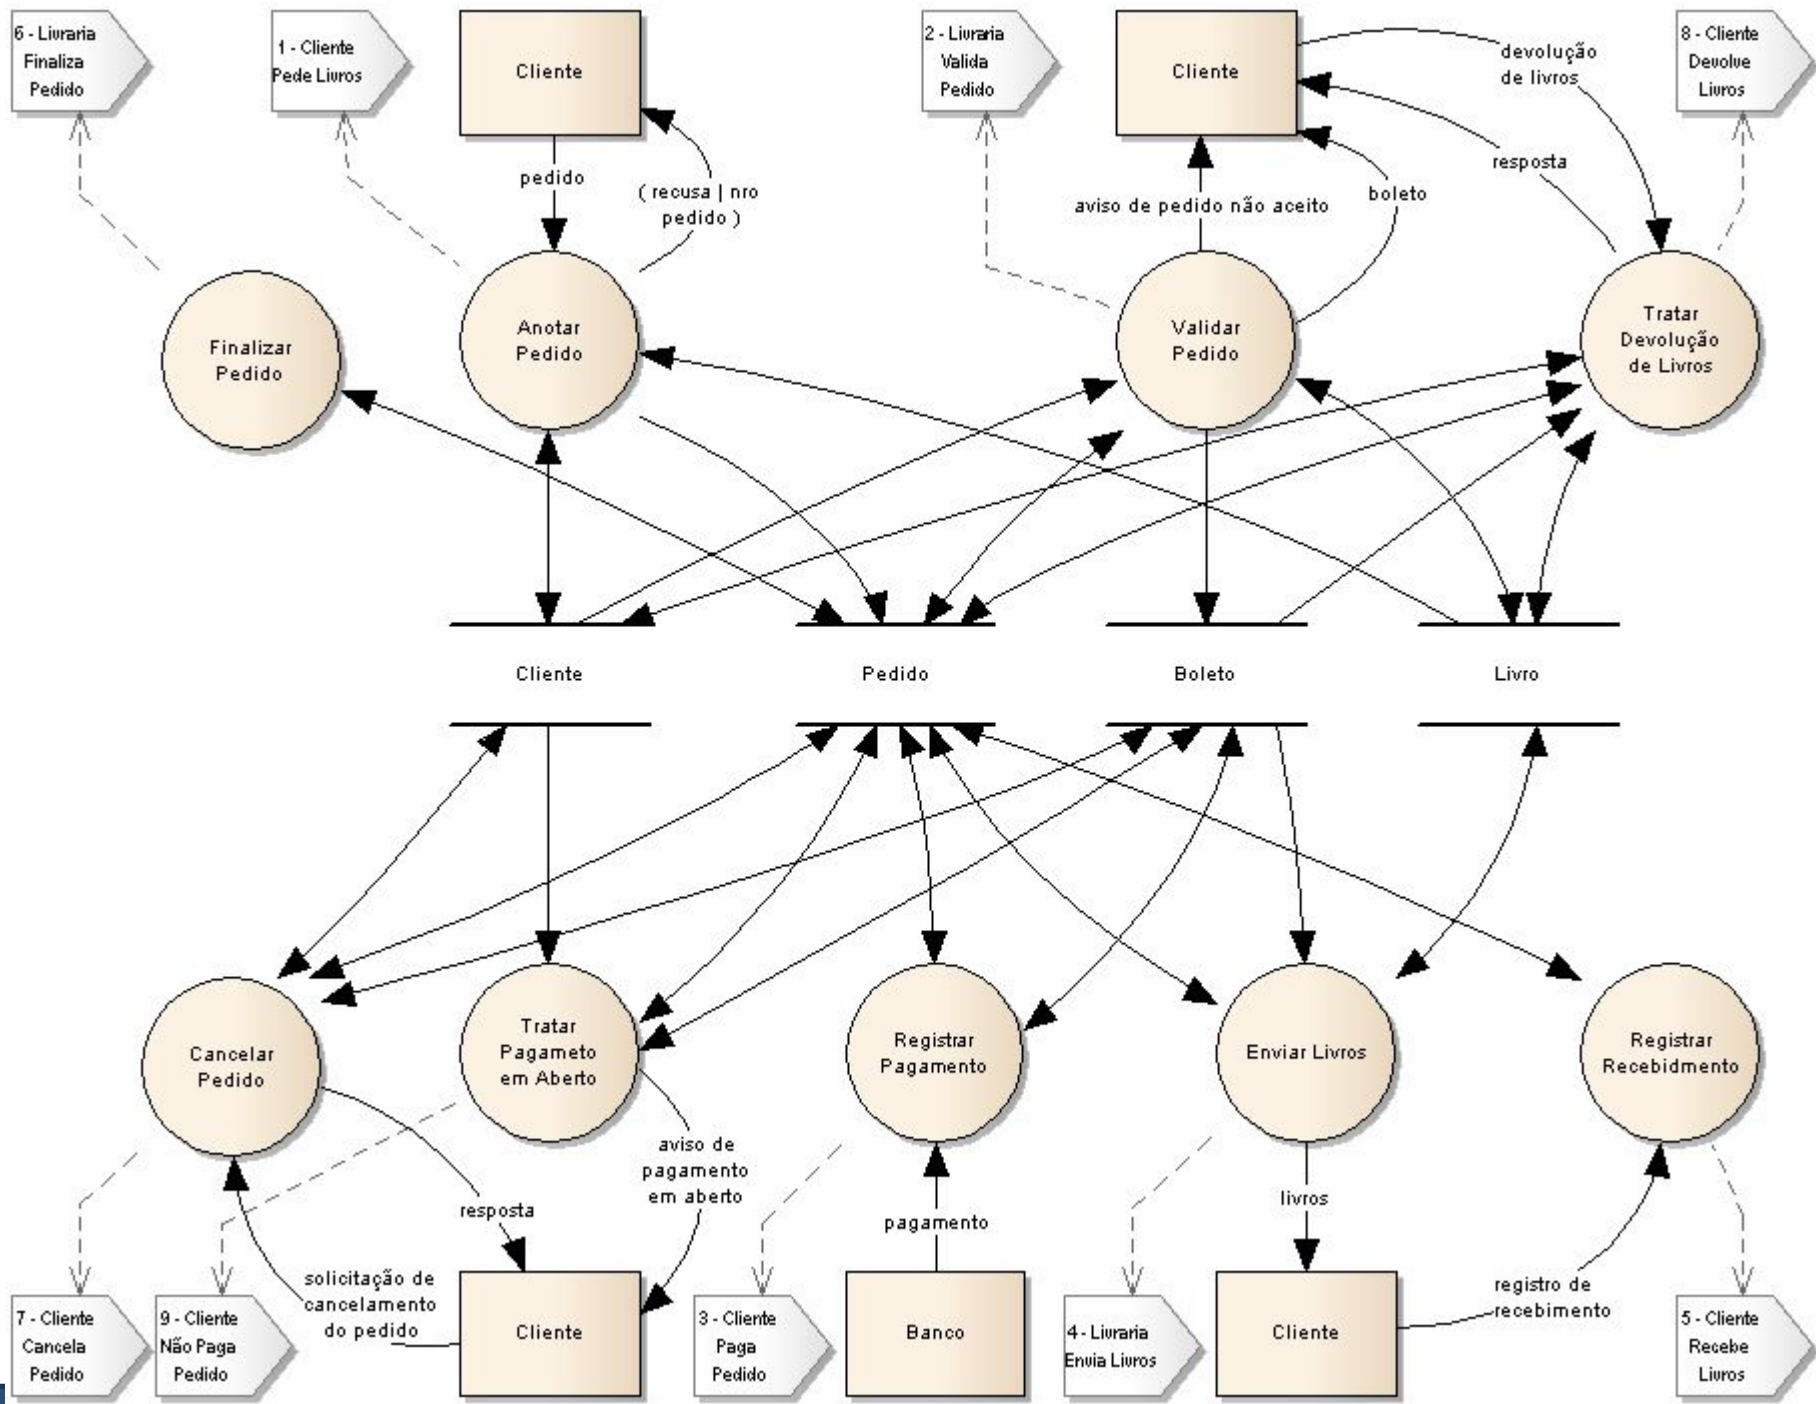 6 - Livraria
Finaliza
Pedido
1 - Cliente
Pede Livros
Cliente
2 - Livraria
Valida
Pedido
Cliente
devolução
de livros
8 - Cliente
Devolve
Livros
pedido
( recusa | nro
pedido )
aviso de pedido não aceito
boleto
resposta
Finalizar
Pedido
Anotar
Pedido
Validar
Pedido
Tratar
Devolução
de Livros
Cliente
Pedido
Boleto
Livro
Cancelar
Pedido
Tratar
Pagameto
em Aberto
Registrar
Pagamento
Enviar Livros
Registrar
Recebidmento
resposta
aviso de
pagamento
em aberto
pagamento
livros
solicitação de
cancelamento
do pedido
registro de
recebimento
7 - Cliente
Cancela
Pedido
9 - Cliente
Não Paga
Pedido
Cliente
3 - Cliente
Paga
Pedido
Banco
4 - Livraria
Envia Livros
Cliente
5 - Cliente
Recebe
Livros